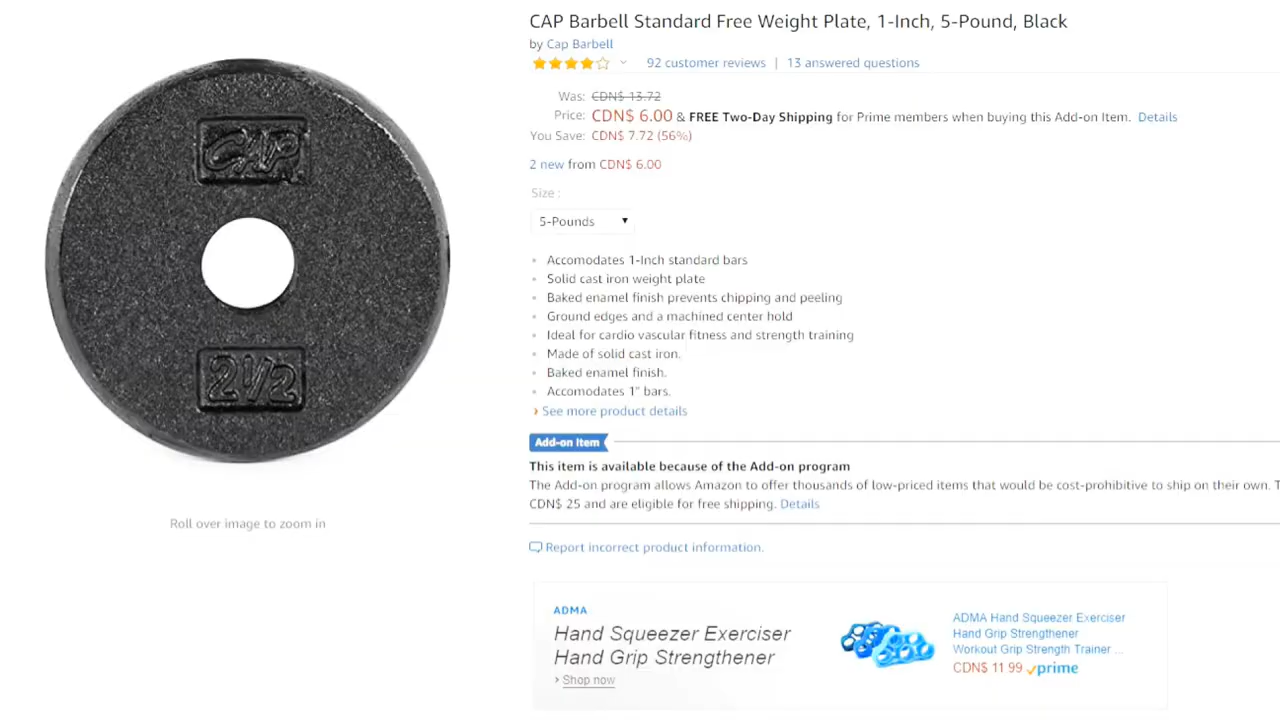 CAP
2 1/2
Roll over image to zoom in
CAP Barbell Standard Free Weight Plate, 1-Inch, 5-Pound, Black
by Cap Barbell
92 customer reviews | 13 answered questions
Was: CDN$ 13.72
Price: CDN$ 6.00 & FREE Two-Day Shipping for Prime members when buying this Add-on Item. Details
You Save: CDN$ 7.72 (56%)
2 new from CDN$ 6.00
Size :
5-Pounds
Accomodates 1-Inch standard bars
Solid cast iron weight plate
Baked enamel finish prevents chipping and peeling
Ground edges and a machined center hold
Ideal for cardio vascular fitness and strength training
Made of solid cast iron.
Baked enamel finish.
Accomodates 1" bars.
› See more product details
Add-on Item
This item is available because of the Add-on program
The Add-on program allows Amazon to offer thousands of low-priced items that would be cost-prohibitive to ship on their own. T
CDN$ 25 and are eligible for free shipping. Details
Report incorrect product information.
ADMA
Hand Squeezer Exerciser
Hand Grip Strengthener
› Shop now
ADMA Hand Squeezer Exerciser
Hand Grip Strengthener
Workout Grip Strength Trainer ...
CDN$ 11.99 prime